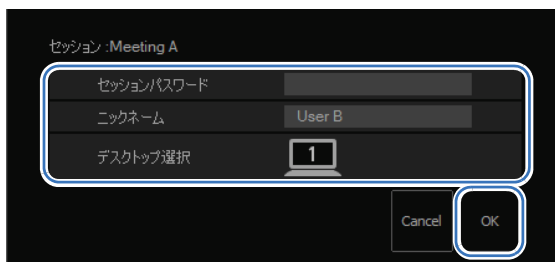 セッション :Meeting A
セッションパスワード
ニックネーム User B
デスクトップ選択 1
Cancel OK